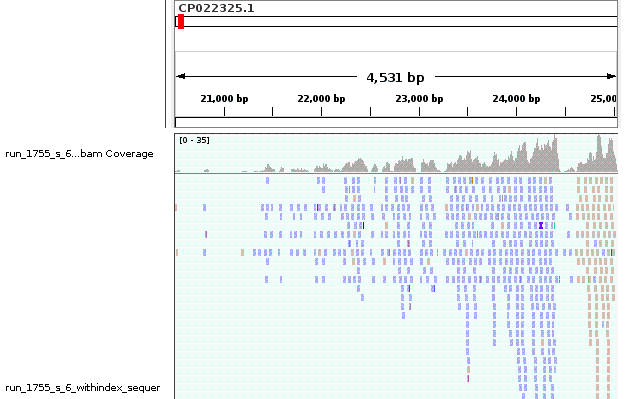 CP022325.1
4,531 bp
21,000 bp 22,000 bp 23,000 bp 24,000 bp 25,00
[0 - 35]
run_1755_s_6...bam Coverage
run_1755_s_6_withindex_sequer